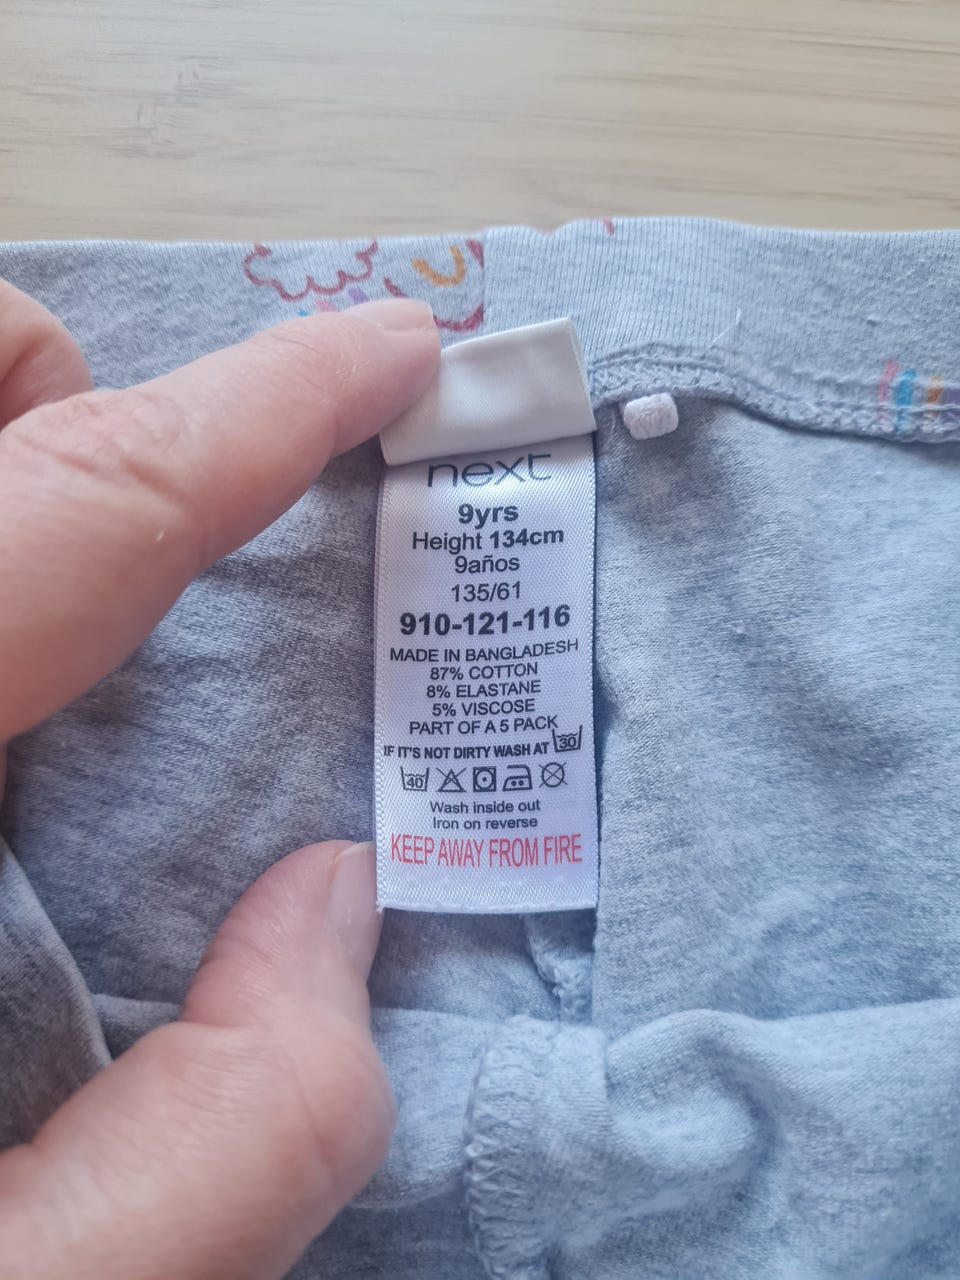 next
9yrs
Height 134cm
9años
135/61
910-121-116
MADE IN BANGLADESH
87% COTTON
8% ELASTANE
5% VISCOSE
PART OF A 5 PACK
IF IT'S NOT DIRTY WASH AT 30
40
Wash inside out
Iron on reverse
KEEP AWAY FROM FIRE